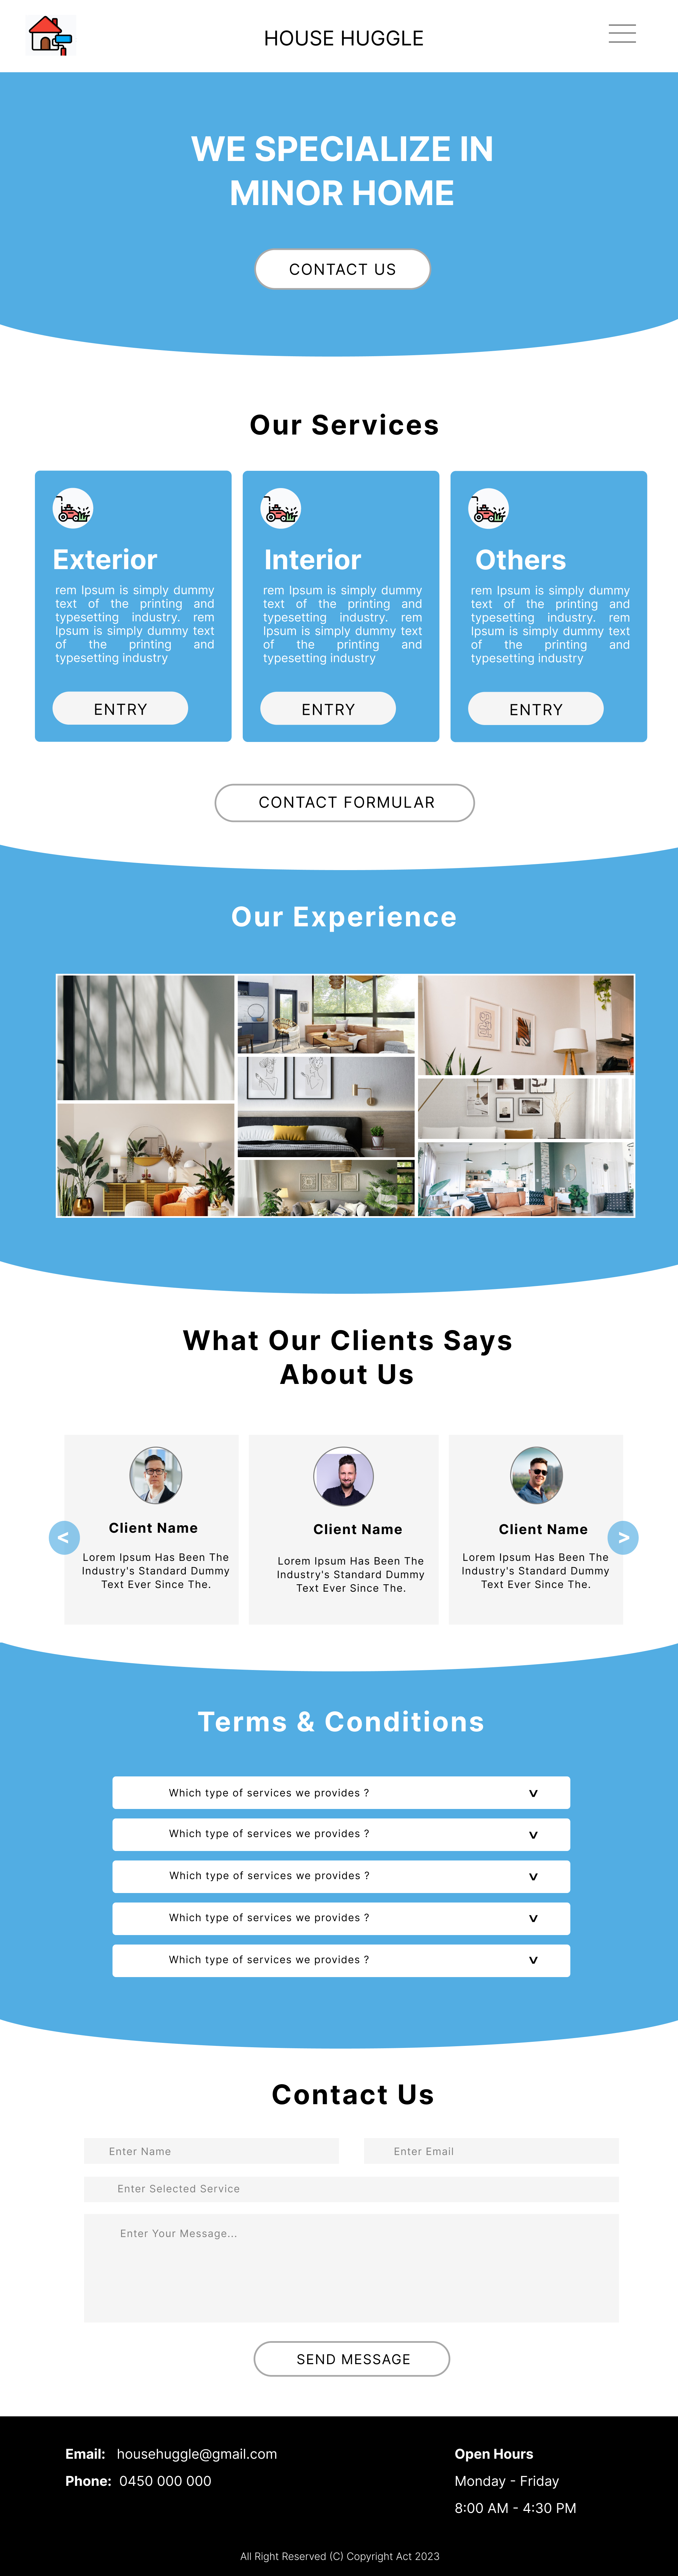 HOUSE HUGGLE
WE SPECIALIZE IN
MINOR HOME
CONTACT US
Our Services
Exterior
rem Ipsum is simply dummy
text of the printing and
typesetting industry. rem
Ipsum is simply dummy text
of the printing and
typesetting industry
ENTRY
Interior
rem Ipsum is simply dummy
text of the printing and
typesetting industry. rem
Ipsum is simply dummy text
of the printing and
typesetting industry
ENTRY
Others
rem Ipsum is simply dummy
text of the printing and
typesetting industry. rem
Ipsum is simply dummy text
of the printing and
typesetting industry
ENTRY
CONTACT FORMULAR
Our Experience
What Our Clients Says
About Us
<
Client Name
Lorem Ipsum Has Been The
Industry's Standard Dummy
Text Ever Since The.
Client Name
Lorem Ipsum Has Been The
Industry's Standard Dummy
Text Ever Since The.
Client Name
Lorem Ipsum Has Been The
Industry's Standard Dummy
Text Ever Since The.
>
Terms & Conditions
Which type of services we provides ? v
Which type of services we provides ? v
Which type of services we provides ? v
Which type of services we provides ? v
Which type of services we provides ? v
Contact Us
Enter Name
Enter Email
Enter Selected Service
Enter Your Message...
SEND MESSAGE
Email: househuggle@gmail.com
Phone: 0450 000 000
Open Hours
Monday - Friday
8:00 AM - 4:30 PM
All Right Reserved (C) Copyright Act 2023